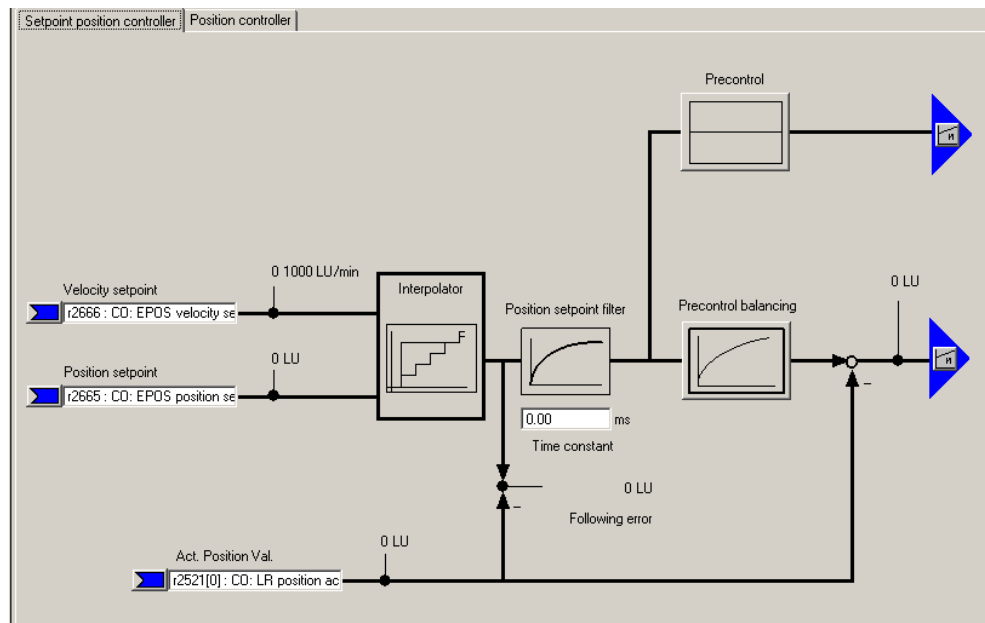 Setpoint position controller
Position controller
Precontrol
0 1000 LU/min
Velocity setpoint
r2666 : CO: EPOS velocity se
Interpolator
F
Position setpoint filter
Precontrol balancing
0 LU
0 LU
Position setpoint
r2665 : CO: EPOS position se
0.00 ms
Time constant
–
–
0 LU
Following error
0 LU
Act. Position Val.
r2521[0] : CO: LR position ac